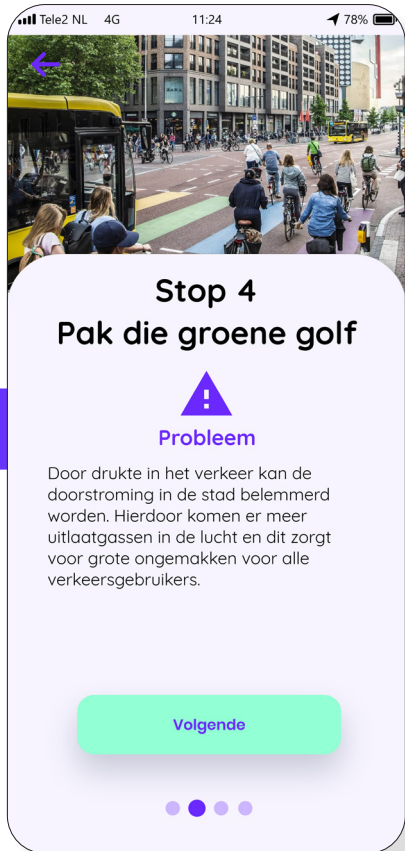 Tele2 NL 4G 11:24 78%
Stop 4
Pak die groene golf
Probleem
Door drukte in het verkeer kan de
doorstroming in de stad belemmerd
worden. Hierdoor komen er meer
uitlaatgassen in de lucht en dit zorgt
voor grote ongemakken voor alle
verkeersgebruikers.
Volgende